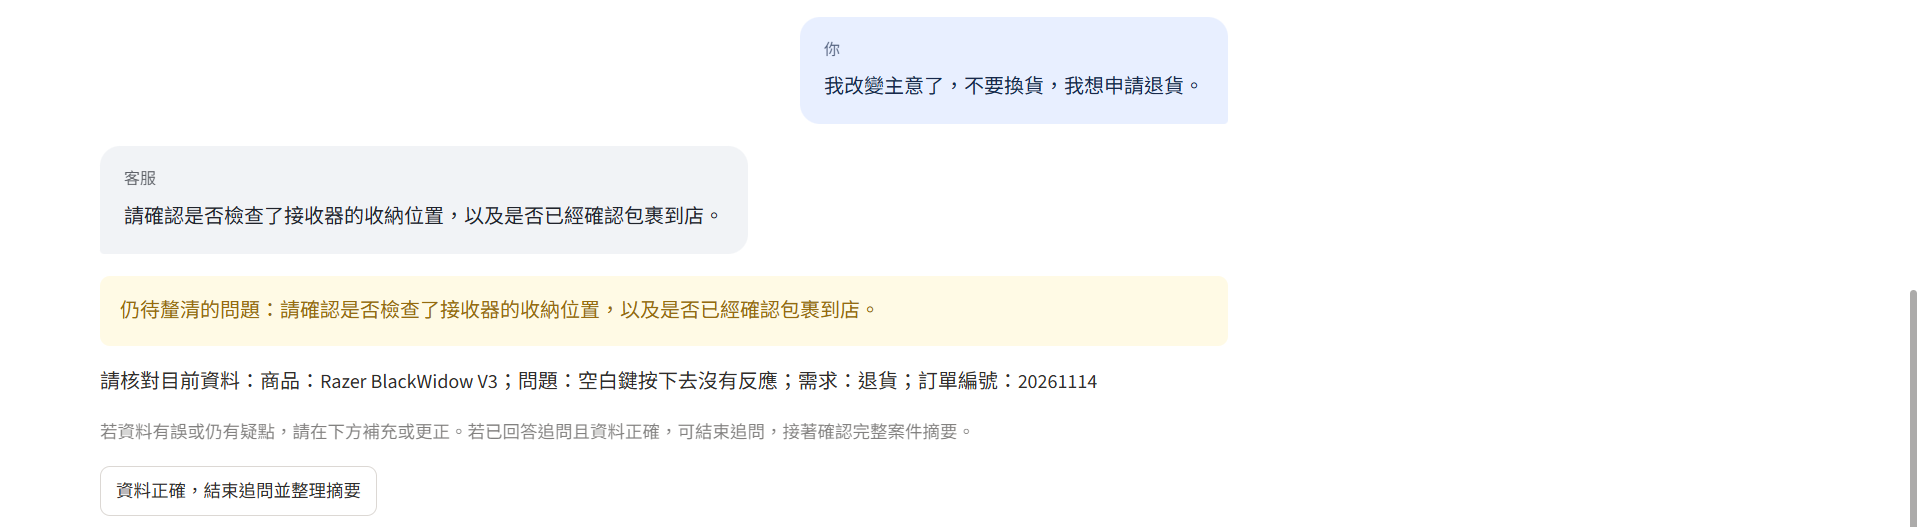 你
我改變主意了，不要換貨，我想申請退貨。
客服
請確認是否檢查了接收器的收納位置，以及是否已經確認包裹到店。
仍待釐清的問題：請確認是否檢查了接收器的收納位置，以及是否已經確認包裹到店。
請核對目前資料：商品：Razer BlackWidow V3；問題：空白鍵按下去沒有反應；需求：退貨；訂單編號：20261114
若資料有誤或仍有疑點，請在下方補充或更正。若已回答追問且資料正確，可結束追問，接著確認完整案件摘要。
資料正確，結束追問並整理摘要